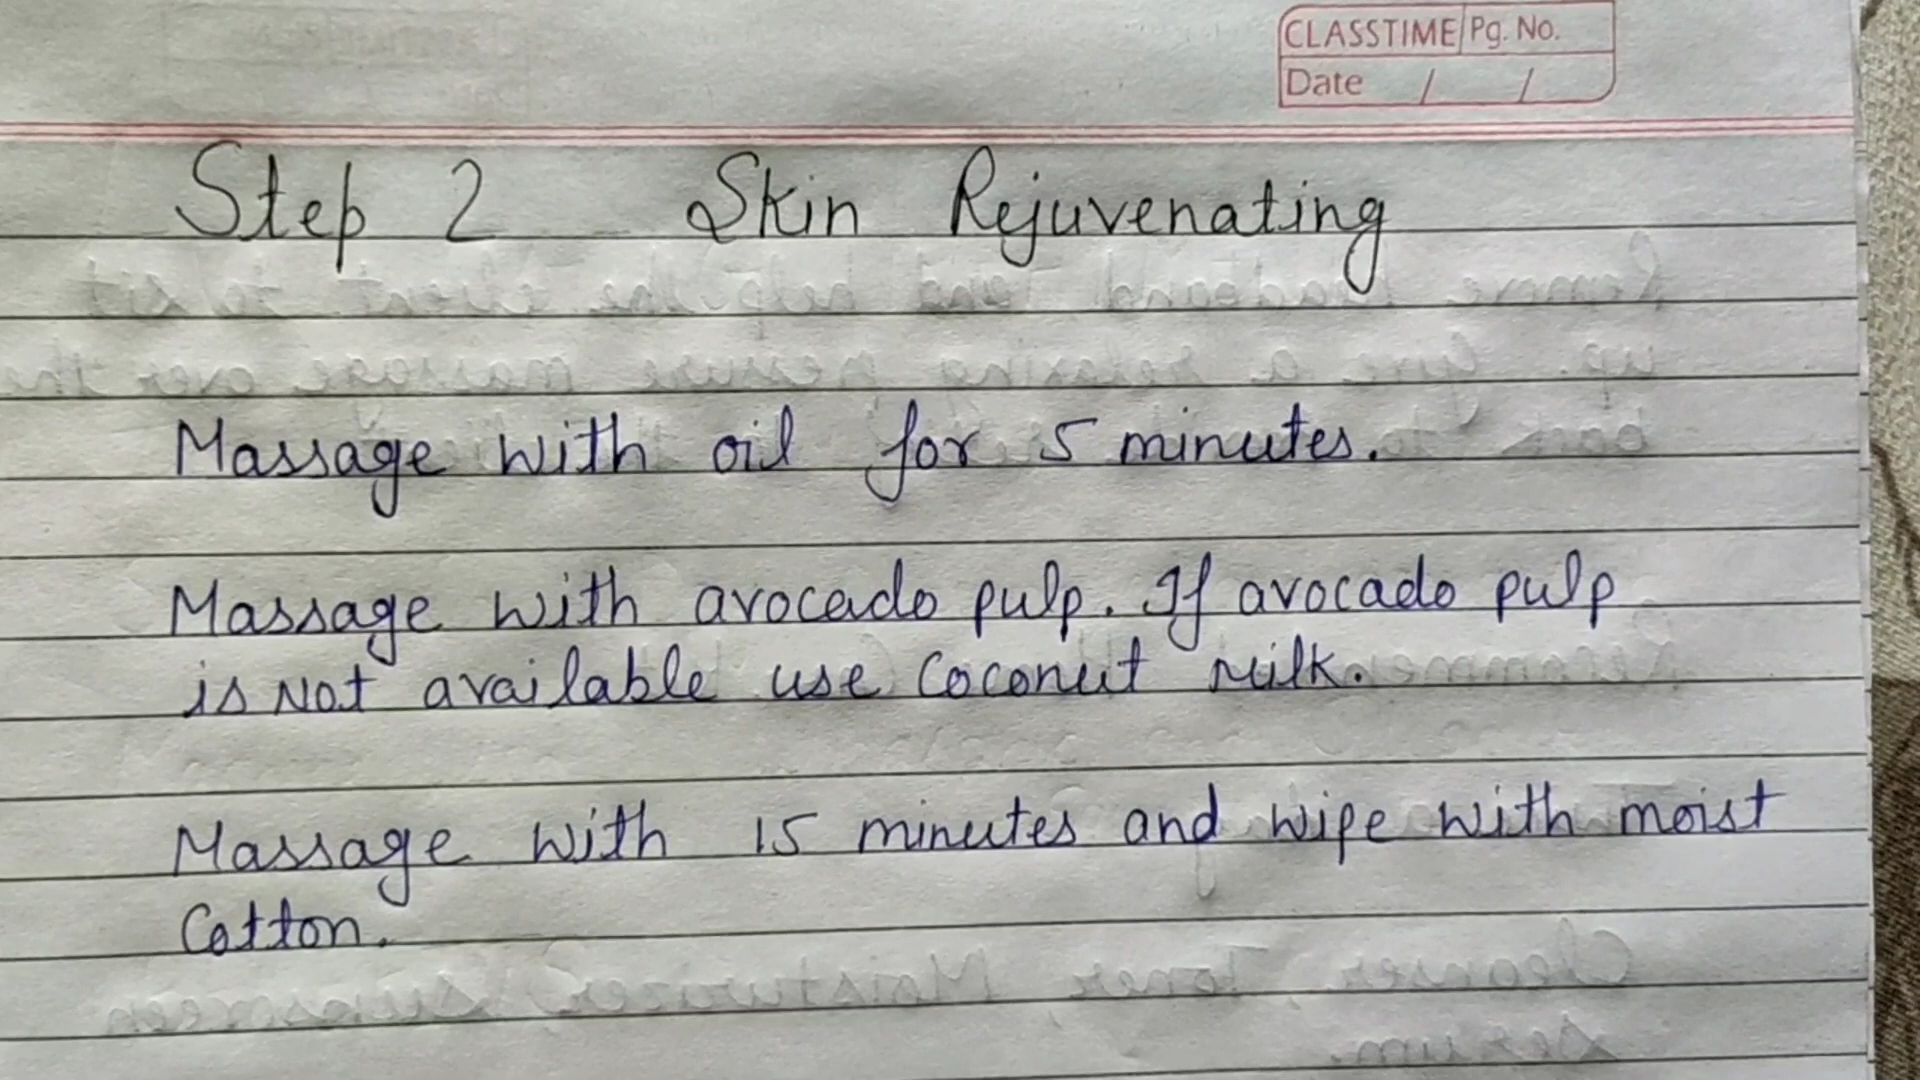 CLASSTIME Pg. No.
Date / /
Step 2 Skin Rejuvenating
Massage with oil for 5 minutes.
Massage with avocado pulp. If avocado pulp
is Not available use Coconut Milk.
Massage with 15 minutes and wipe with moist
Cotton.